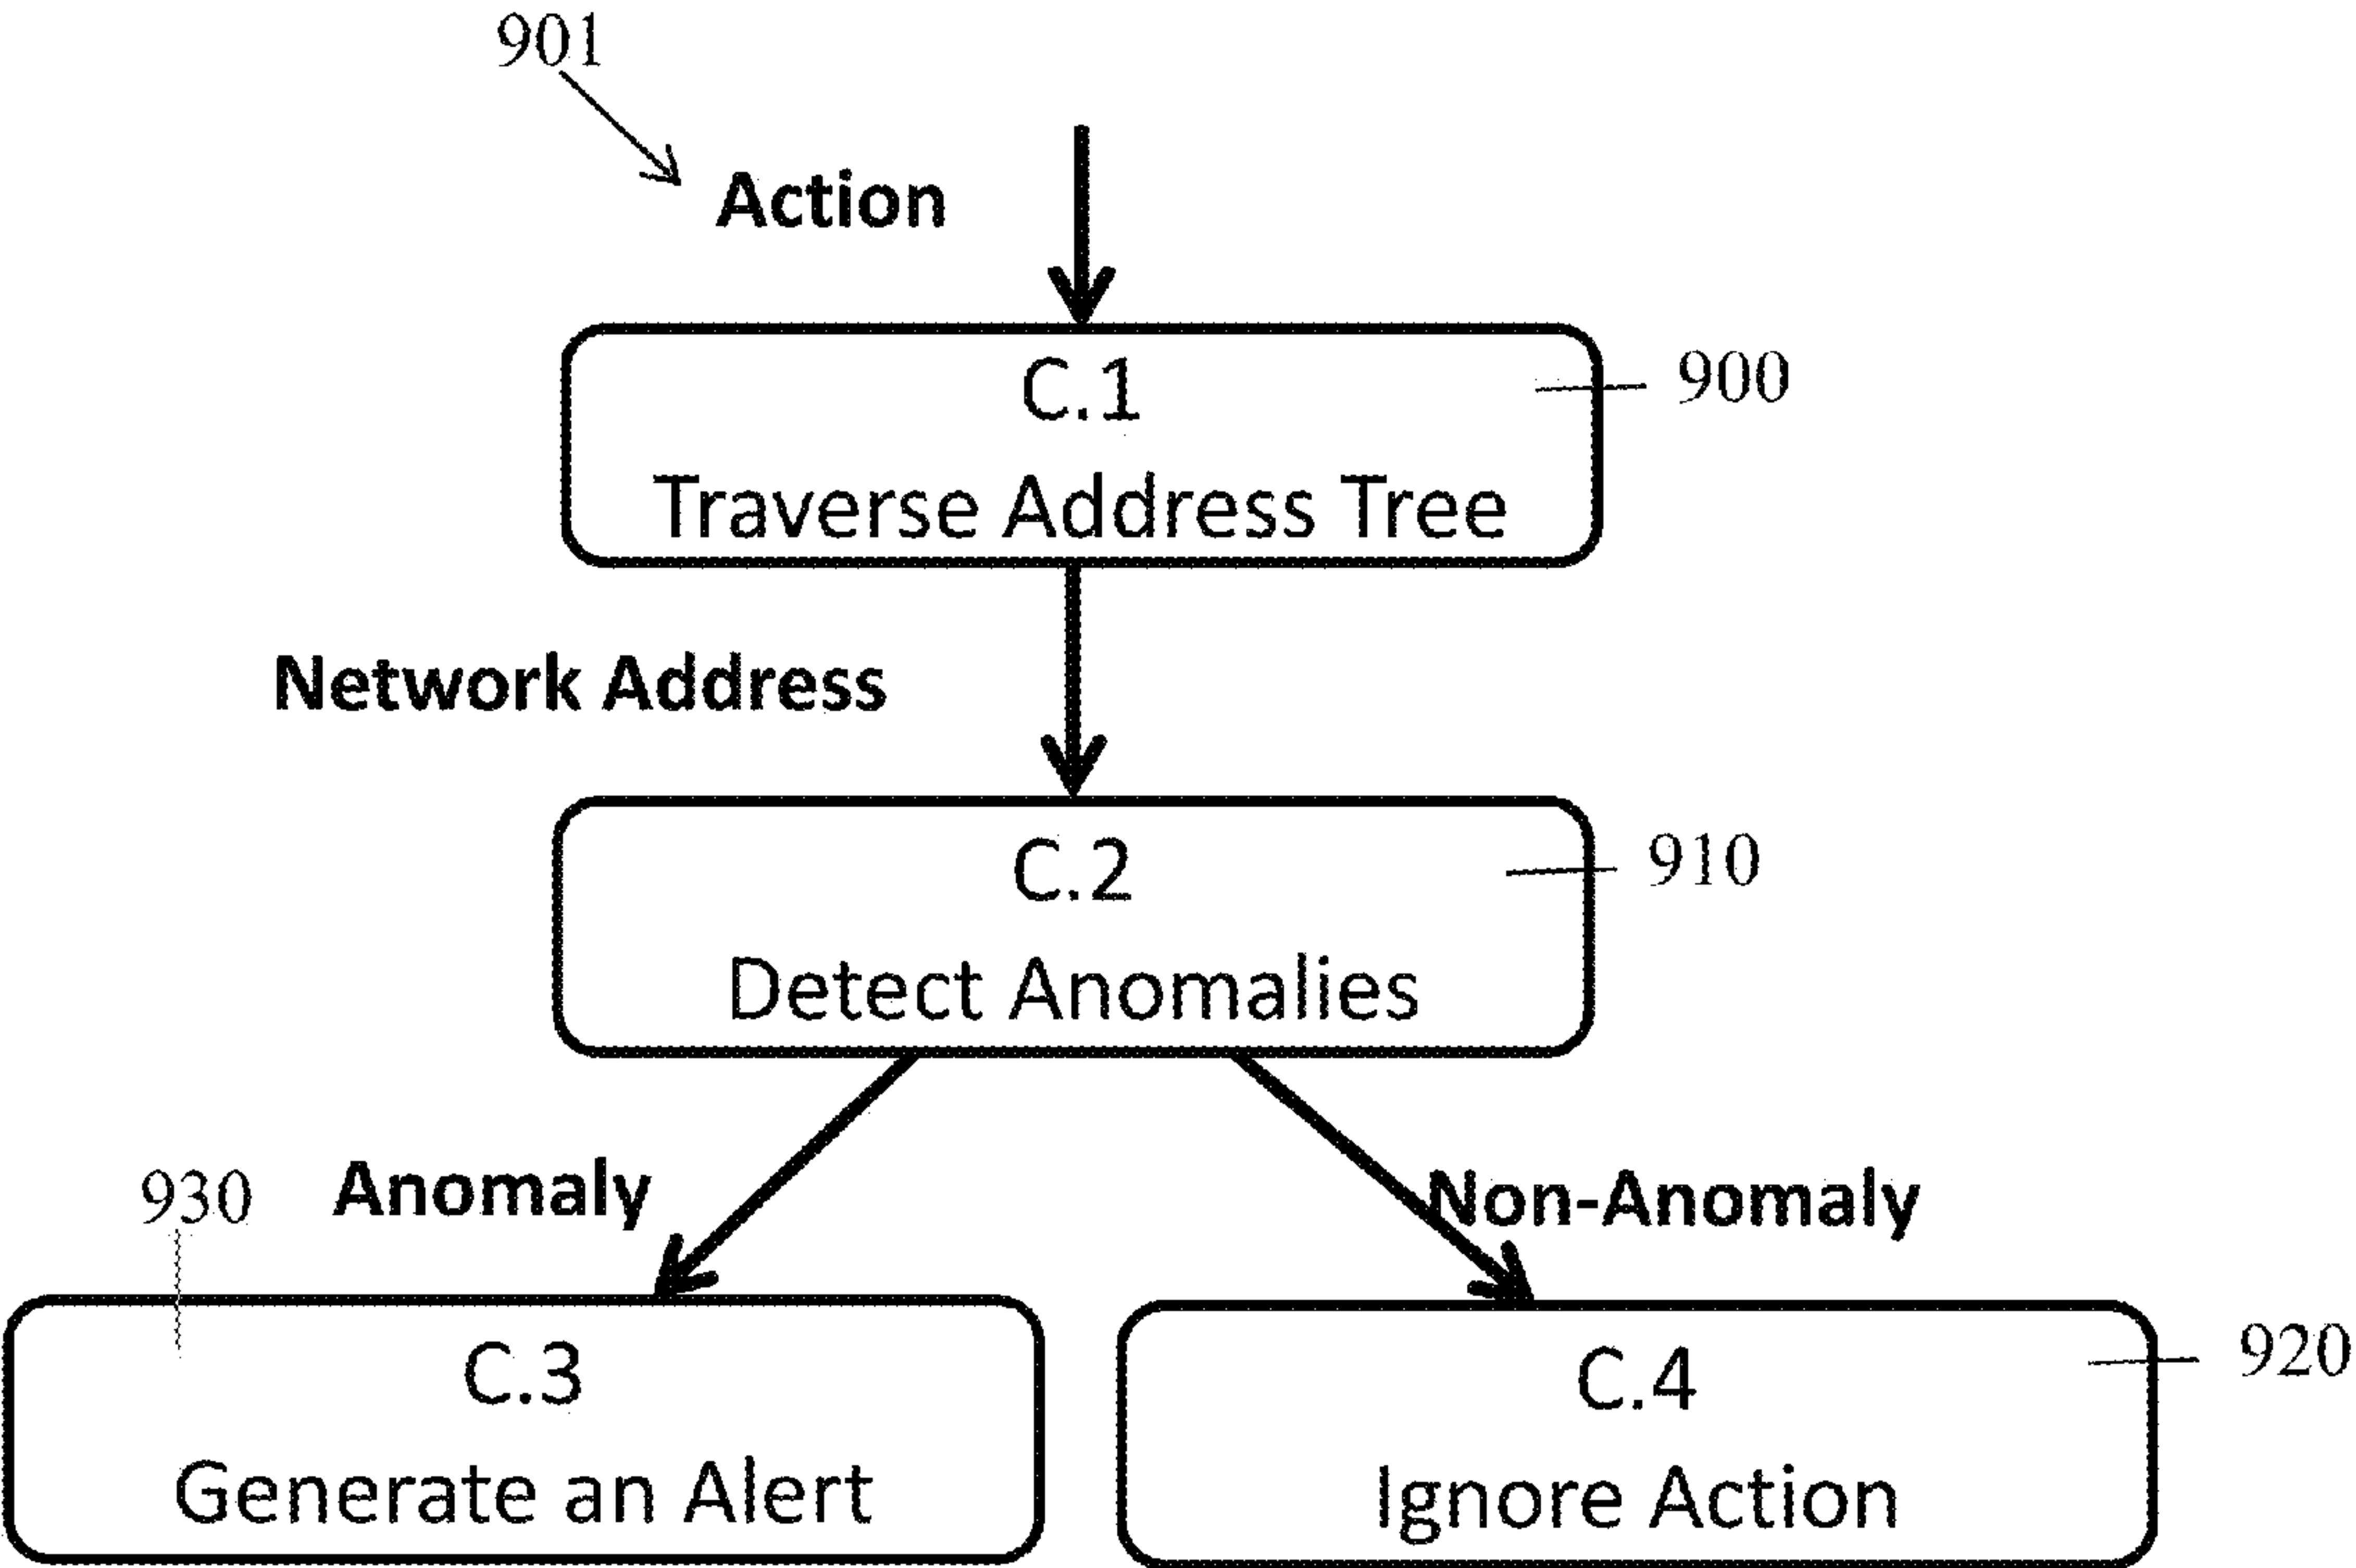 901
Action
C.1
900
Traverse Address Tree
Network Address
C.2
910
Detect Anomalies
930
Anomaly
Non-Anomaly
C.3
Generate an Alert
C.4
920
Ignore Action